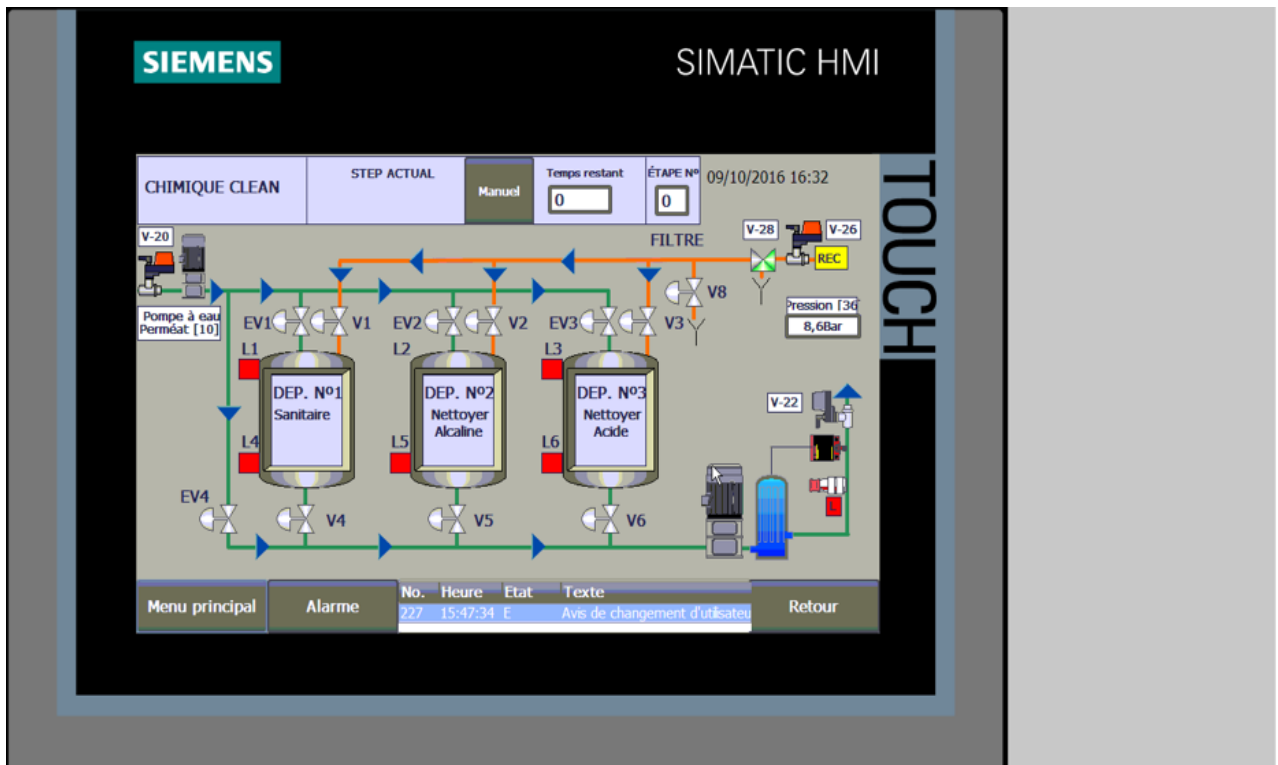 SIEMENS
SIMATIC HMI
TOUCH
CHIMIQUE CLEAN
STEP ACTUAL
Manuel
Temps restant
0
ÉTAPE Nº
0
09/10/2016 16:32
V-20
FILTRE
V-28
V-26
REC
Pompe à eau
Perméat [10]
EV1
V1
EV2
V2
EV3
V3
V8
Pression [36
8,6Bar
L1
L2
L3
DEP. Nº1
Sanitaire
DEP. Nº2
Nettoyer
Alcaline
DEP. Nº3
Nettoyer
Acide
V-22
L4
L5
L6
L
EV4
V4
V5
V6
Menu principal
Alarme
No. Heure Etat Texte
227 15:47:34 E Avis de changement d'utilisateu
Retour